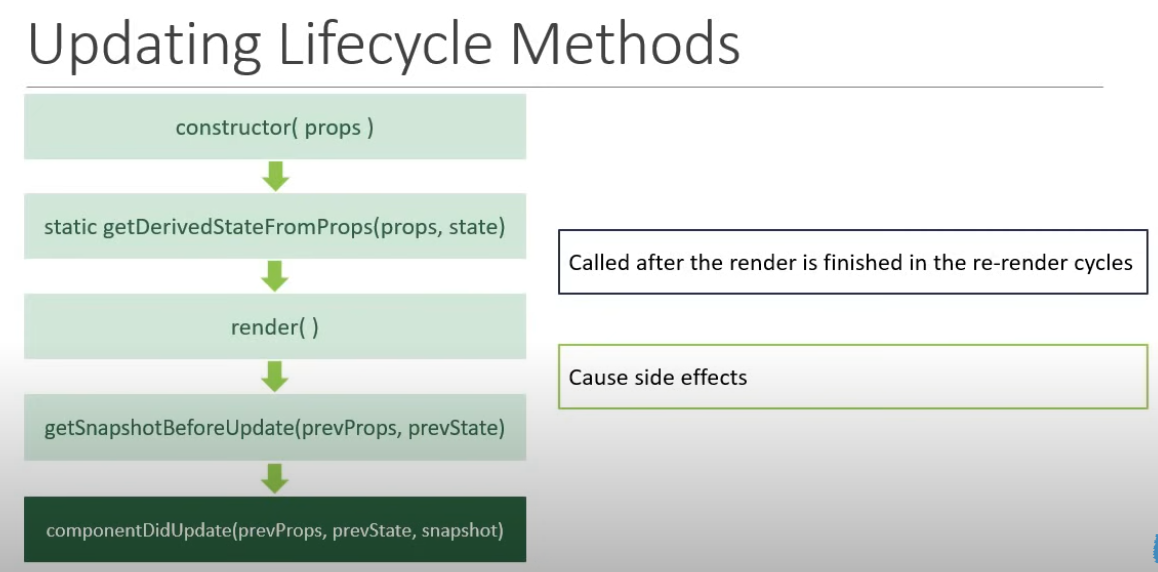 Updating Lifecycle Methods
constructor( props )
static getDerivedStateFromProps(props, state)
render( )
getSnapshotBeforeUpdate(prevProps, prevState)
componentDidUpdate(prevProps, prevState, snapshot)
Called after the render is finished in the re-render cycles
Cause side effects